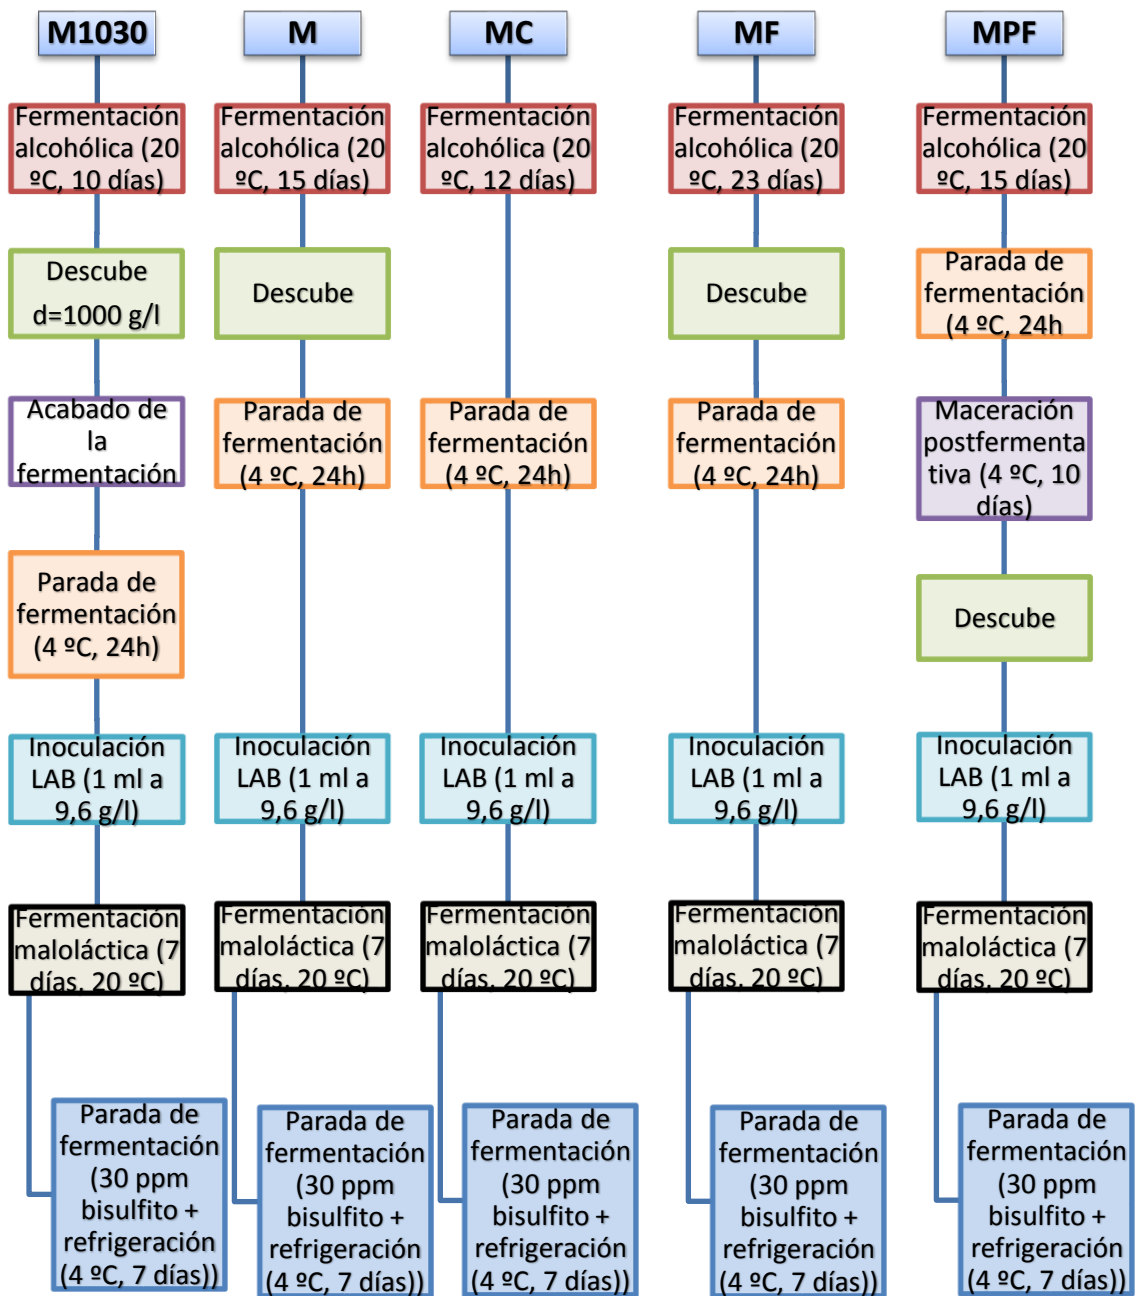 M1030
Fermentación
alcohólica (20
ºC, 10 días)
Descube
d=1000 g/l
Acabado de
la
fermentación
Parada de
fermentación
(4 ºC, 24h)
Inoculación
LAB (1 ml a
9,6 g/l)
Fermentación
maloláctica (7
días, 20 ºC)
Parada de
fermentación
(30 ppm
bisulfito +
refrigeración
(4 ºC, 7 días))
M
Fermentación
alcohólica (20
ºC, 15 días)
Descube
Parada de
fermentación
(4 ºC, 24h)
Inoculación
LAB (1 ml a
9,6 g/l)
Fermentación
maloláctica (7
días, 20 ºC)
Parada de
fermentación
(30 ppm
bisulfito +
refrigeración
(4 ºC, 7 días))
MC
Fermentación
alcohólica (20
ºC, 12 días)
Parada de
fermentación
(4 ºC, 24h)
Inoculación
LAB (1 ml a
9,6 g/l)
Fermentación
maloláctica (7
días, 20 ºC)
Parada de
fermentación
(30 ppm
bisulfito +
refrigeración
(4 ºC, 7 días))
MF
Fermentación
alcohólica (20
ºC, 23 días)
Descube
Parada de
fermentación
(4 ºC, 24h)
Inoculación
LAB (1 ml a
9,6 g/l)
Fermentación
maloláctica (7
días, 20 ºC)
Parada de
fermentación
(30 ppm
bisulfito +
refrigeración
(4 ºC, 7 días))
MPF
Fermentación
alcohólica (20
ºC, 15 días)
Parada de
fermentación
(4 ºC, 24h
Maceración
postfermenta
tiva (4 ºC, 10
días)
Descube
Inoculación
LAB (1 ml a
9,6 g/l)
Fermentación
maloláctica (7
días, 20 ºC)
Parada de
fermentación
(30 ppm
bisulfito +
refrigeración
(4 ºC, 7 días))